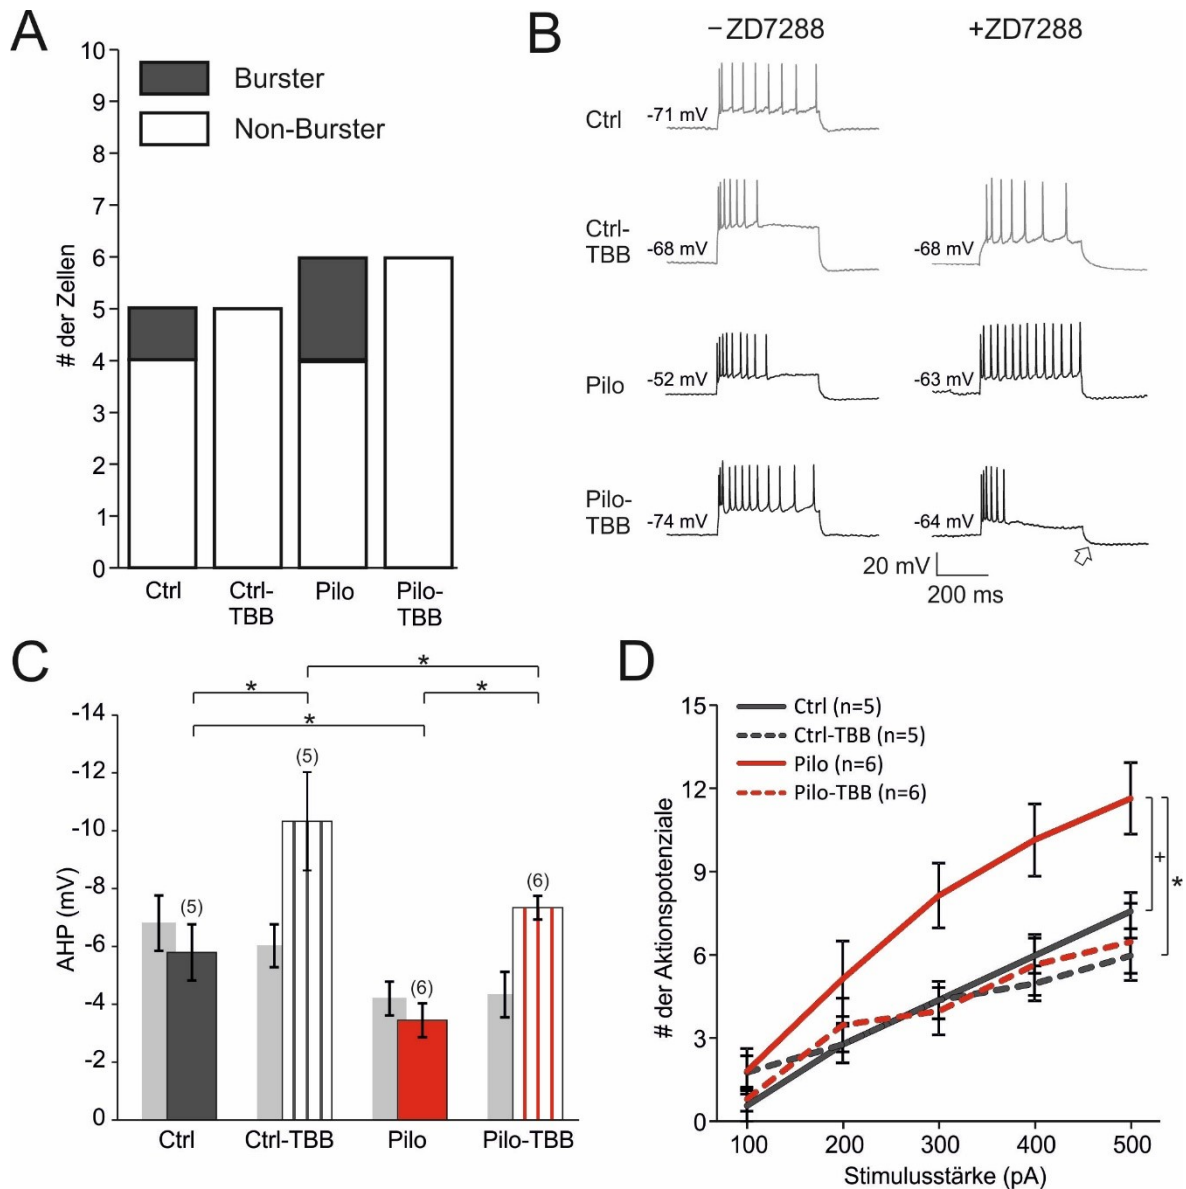 A
10
9
8
7
6
5
4
3
2
1
0
# der Zellen
Burster
Non-Burster
Ctrl
Ctrl-
TBB
Pilo
Pilo-
TBB
B
−ZD7288
+ZD7288
Ctrl
-71 mV
Ctrl-
TBB
-68 mV
-68 mV
Pilo
-52 mV
-63 mV
Pilo-
TBB
-74 mV
-64 mV
20 mV
200 ms
C
*
*
*
*
-14
-12
-10
-8
-6
-4
-2
0
AHP (mV)
(5)
(5)
(6)
(6)
Ctrl
Ctrl-TBB
Pilo
Pilo-TBB
D
15
12
9
6
3
0
# der Aktionspotenziale
Ctrl (n=5)
Ctrl-TBB (n=5)
Pilo (n=6)
Pilo-TBB (n=6)
+
*
100
200
300
400
500
Stimulusstärke (pA)